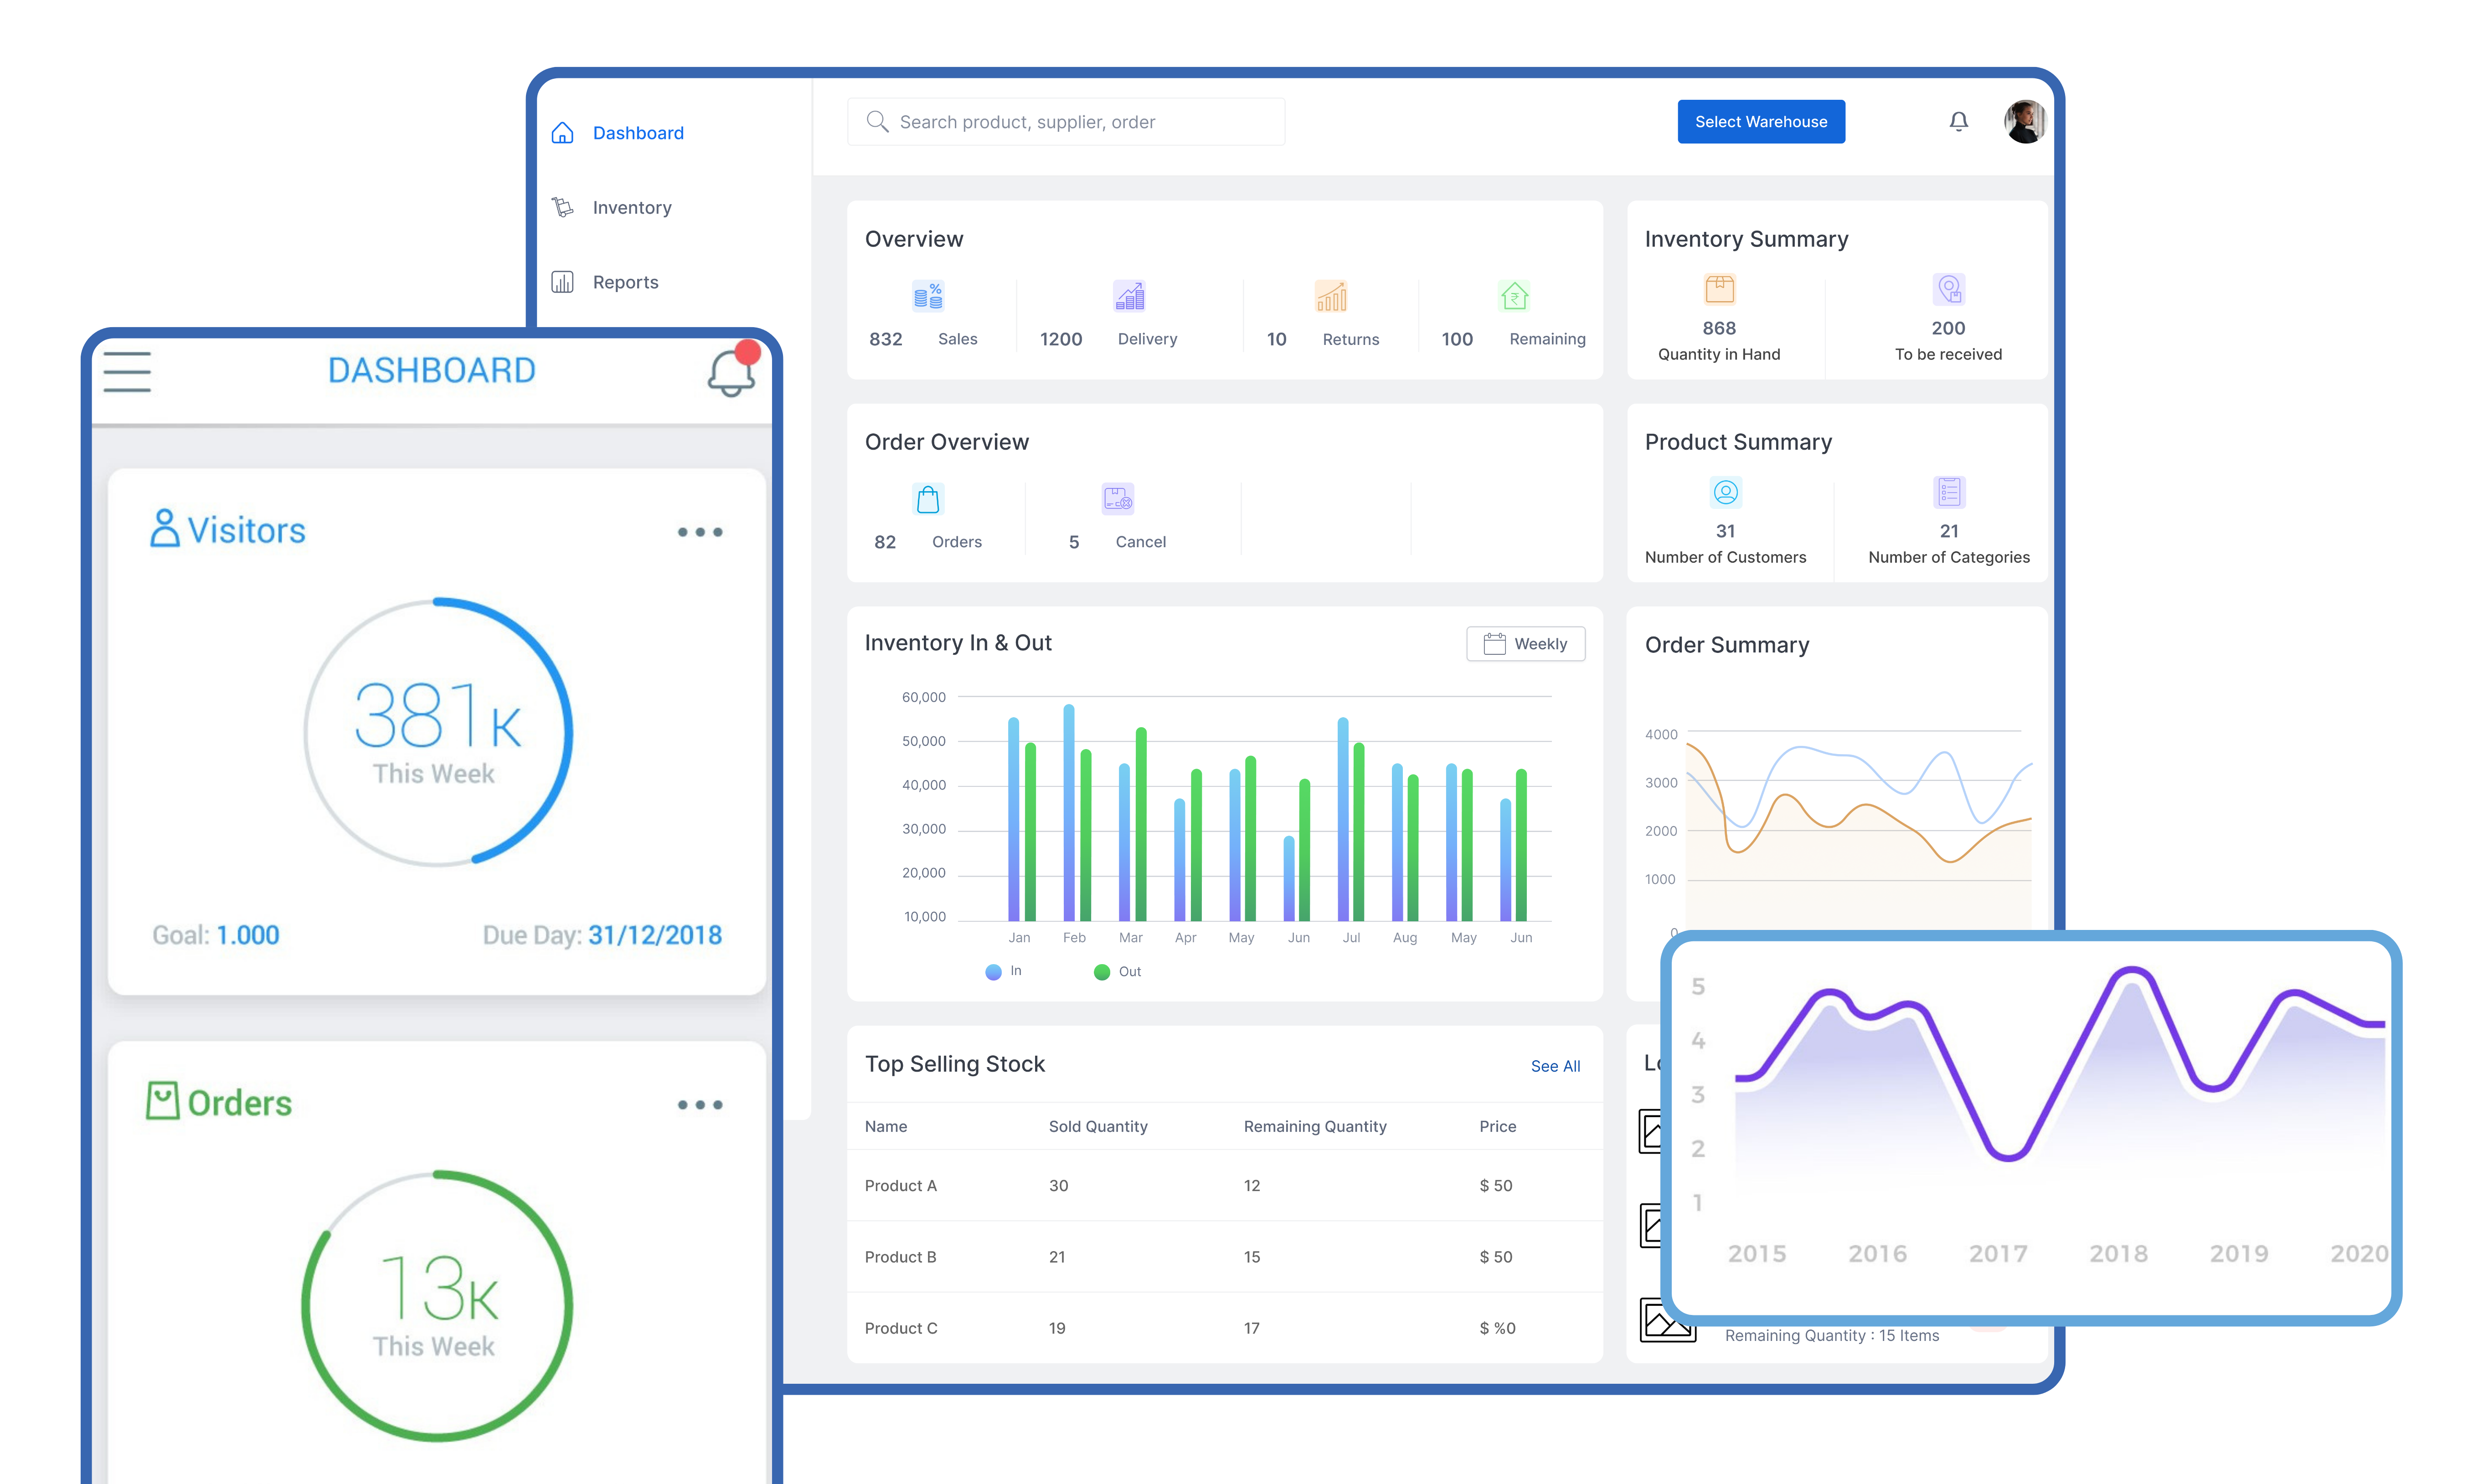 Dashboard
Inventory
Reports
Search product, supplier, order
Select Warehouse
Overview
832 Sales
1200 Delivery
10 Returns
100 Remaining
Inventory Summary
868
Quantity in Hand
200
To be received
Order Overview
82 Orders
5 Cancel
Product Summary
31
Number of Customers
21
Number of Categories
Inventory In & Out
Weekly
60,000
50,000
40,000
30,000
20,000
10,000
Jan Feb Mar Apr May Jun Jul Aug May Jun
In Out
Order Summary
4000
3000
2000
1000
Top Selling Stock
See All
Name Sold Quantity Remaining Quantity Price
Product A 30 12 $ 50
Product B 21 15 $ 50
Product C 19 17 $ %0
Remaining Quantity : 15 Items
DASHBOARD
Visitors
381K
This Week
Goal: 1.000
Due Day: 31/12/2018
Orders
13K
This Week
5
4
3
2
1
2015 2016 2017 2018 2019 2020